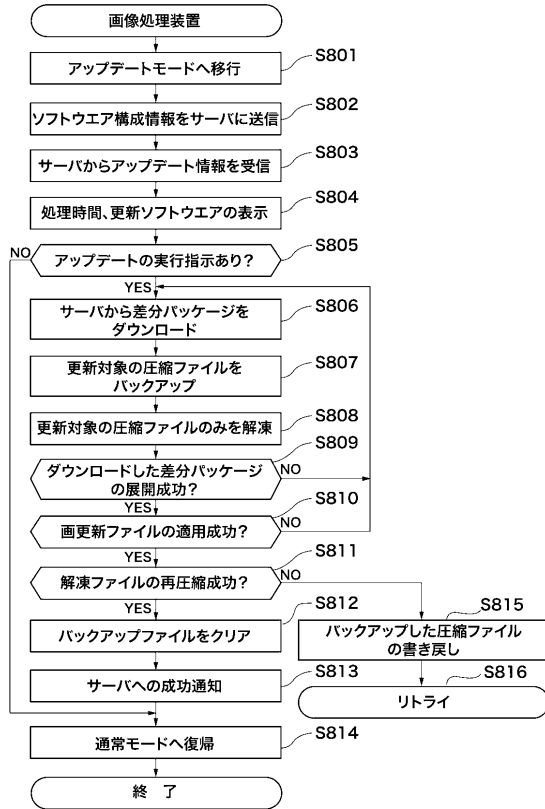 画像処理装置
アップデートモードへ移行
S801
ソフトウエア構成情報をサーバに送信
S802
サーバからアップデート情報を受信
S803
処理時間、更新ソフトウエアの表示
S804
アップデートの実行指示あり?
S805
NO
YES
サーバから差分パッケージを
ダウンロード
S806
更新対象の圧縮ファイルを
バックアップ
S807
更新対象の圧縮ファイルのみを解凍
S808
ダウンロードした差分パッケージ
の展開成功?
S809
NO
YES
画更新ファイルの適用成功?
S810
NO
YES
解凍ファイルの再圧縮成功?
S811
NO
YES
バックアップファイルをクリア
S812
バックアップした圧縮ファイル
の書き戻し
S815
サーバへの成功通知
S813
リトライ
S816
通常モードへ復帰
S814
終 了